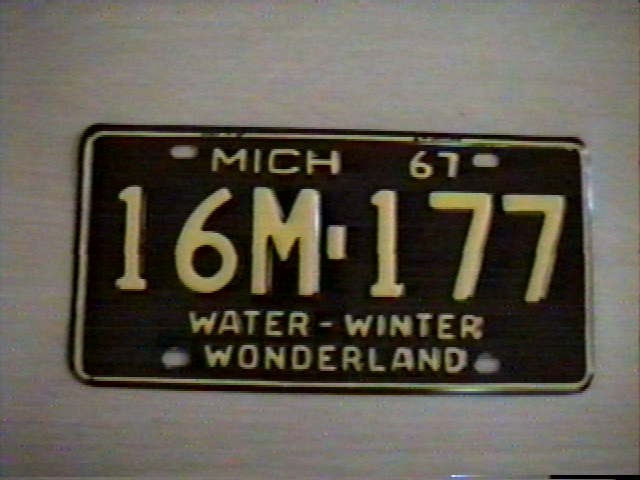 MICH 67
16M-177
WATER-WINTER
WONDERLAND